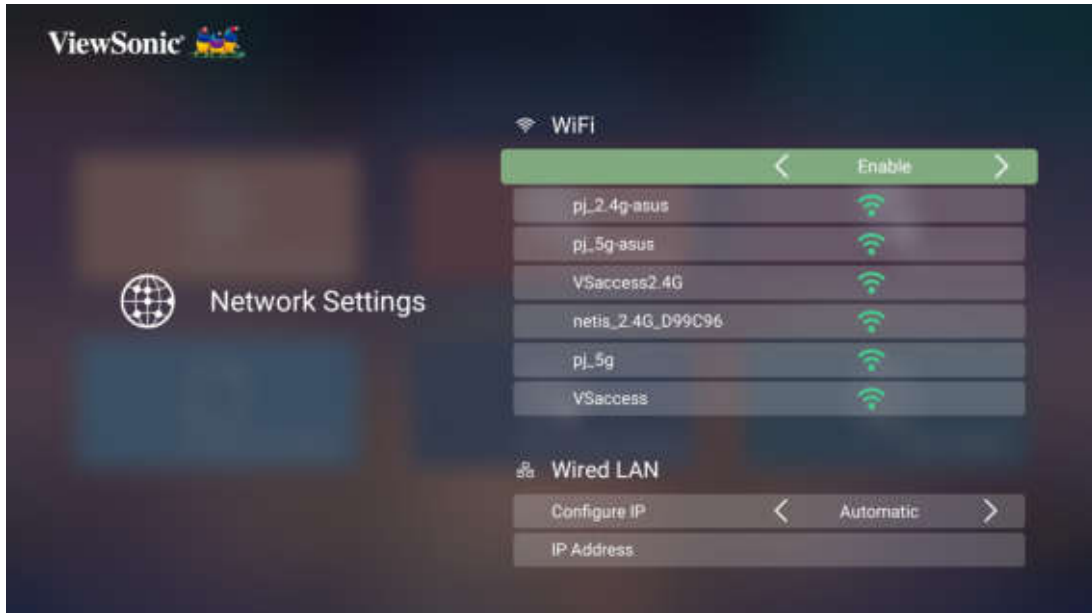 ViewSonic
WiFi
Enable
pj_2.4g-asus
pj_5g-asus
VSaccess2.4G
Network Settings
netis_2.4G_D99C96
pj_5g
VSaccess
Wired LAN
Configure IP Automatic
IP Address